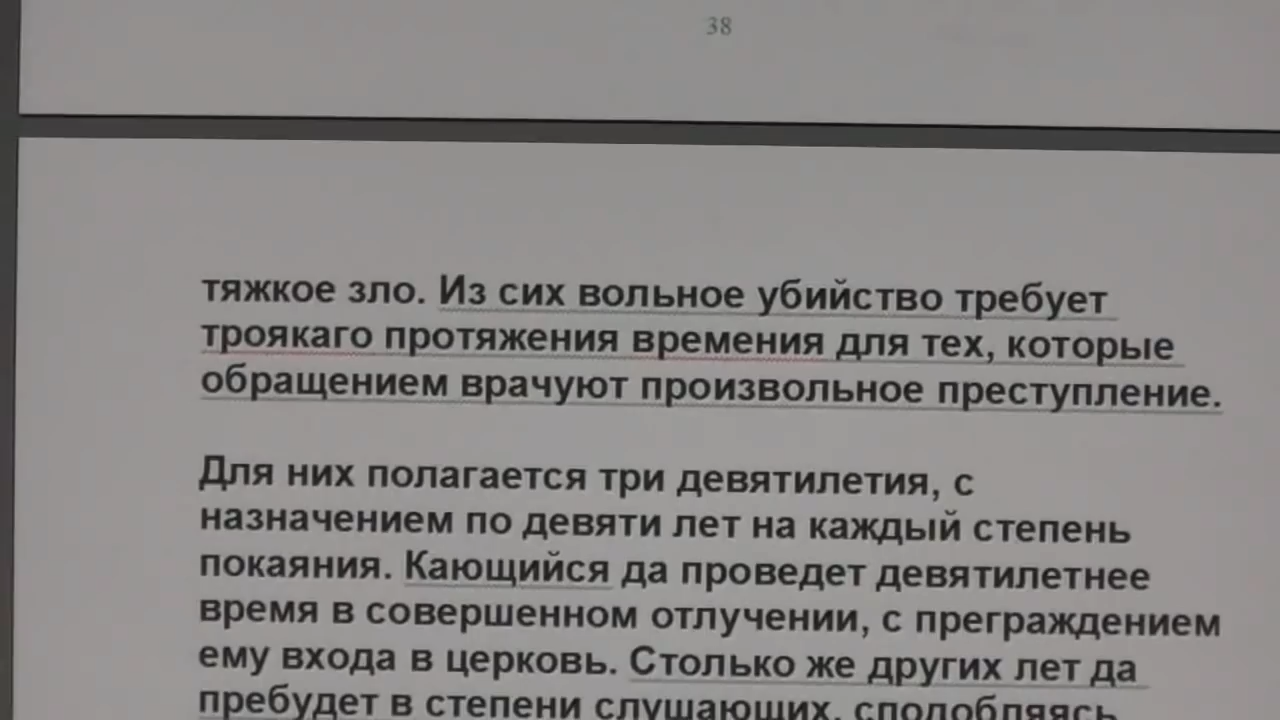 38
тяжкое зло. Из сих вольное убийство требует
троякаго протяжения времения для тех, которые
обращением врачуют произвольное преступление.
Для них полагается три девятилетия, с
назначением по девяти лет на каждый степень
покаяния. Кающийся да проведет девятилетнее
время в совершенном отлучении, с преграждением
ему входа в церковь. Столько же других лет да
пребудет в степени слушающих, сподобляясь